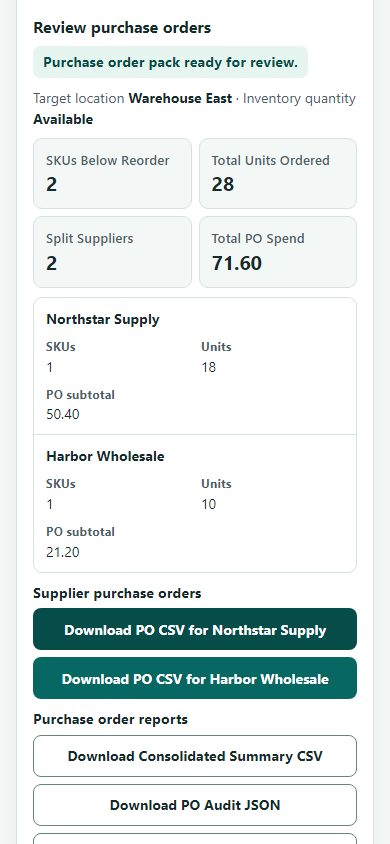 Review purchase orders
Purchase order pack ready for review.
Target location Warehouse East · Inventory quantity
Available
SKUs Below Reorder
2
Total Units Ordered
28
Split Suppliers
2
Total PO Spend
71.60
Northstar Supply
SKUs
1
Units
18
PO subtotal
50.40
Harbor Wholesale
SKUs
1
Units
10
PO subtotal
21.20
Supplier purchase orders
Download PO CSV for Northstar Supply
Download PO CSV for Harbor Wholesale
Purchase order reports
Download Consolidated Summary CSV
Download PO Audit JSON